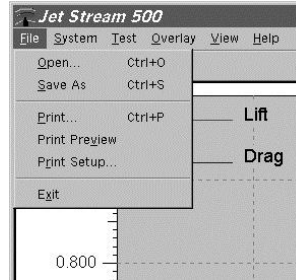 Jet Stream 500
File System Test Overlay View Help
Open... Ctrl+O
Save As Ctrl+S
Print... Ctrl+P
Print Preview
Print Setup...
Exit
Lift
Drag
0.800